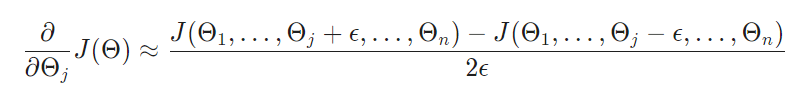 ∂/∂Θ_j J(Θ) ≈ (J(Θ_1, …, Θ_j + ϵ, …, Θ_n) − J(Θ_1, …, Θ_j − ϵ, …, Θ_n)) / 2ϵ